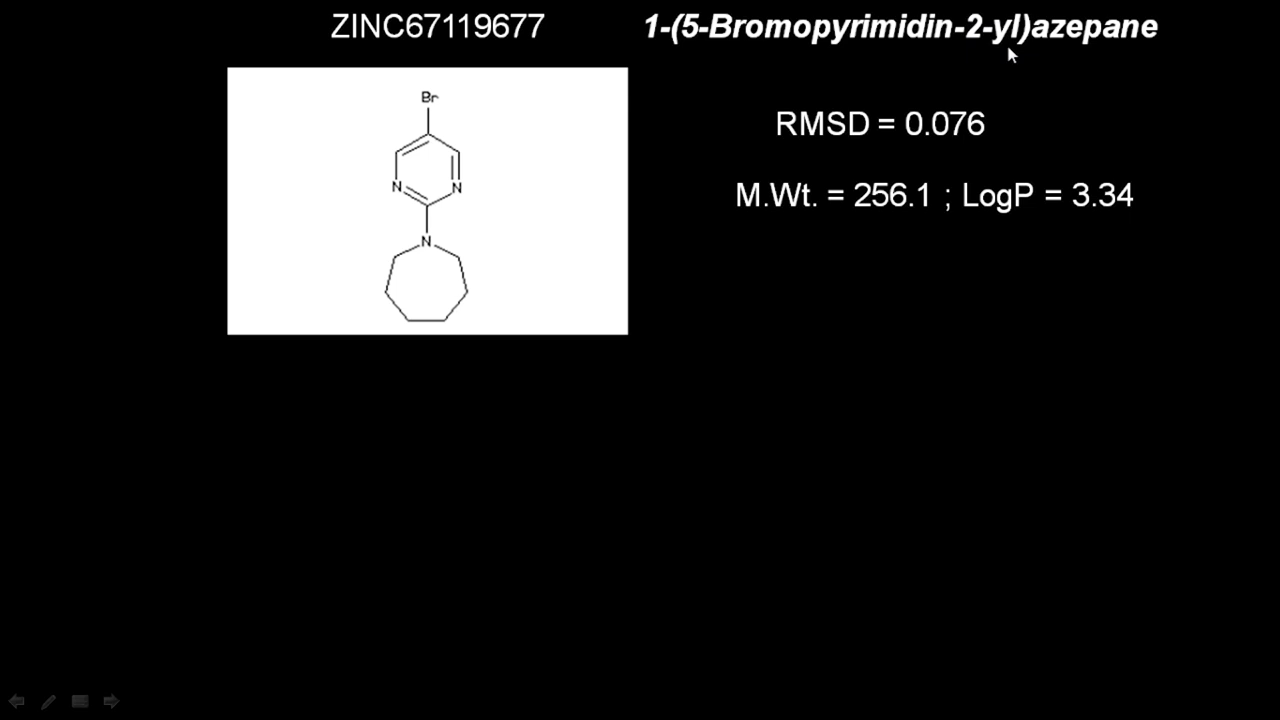 ZINC67119677
1-(5-Bromopyrimidin-2-yl)azepane
RMSD = 0.076
M.Wt. = 256.1 ; LogP = 3.34
Br
N N
N